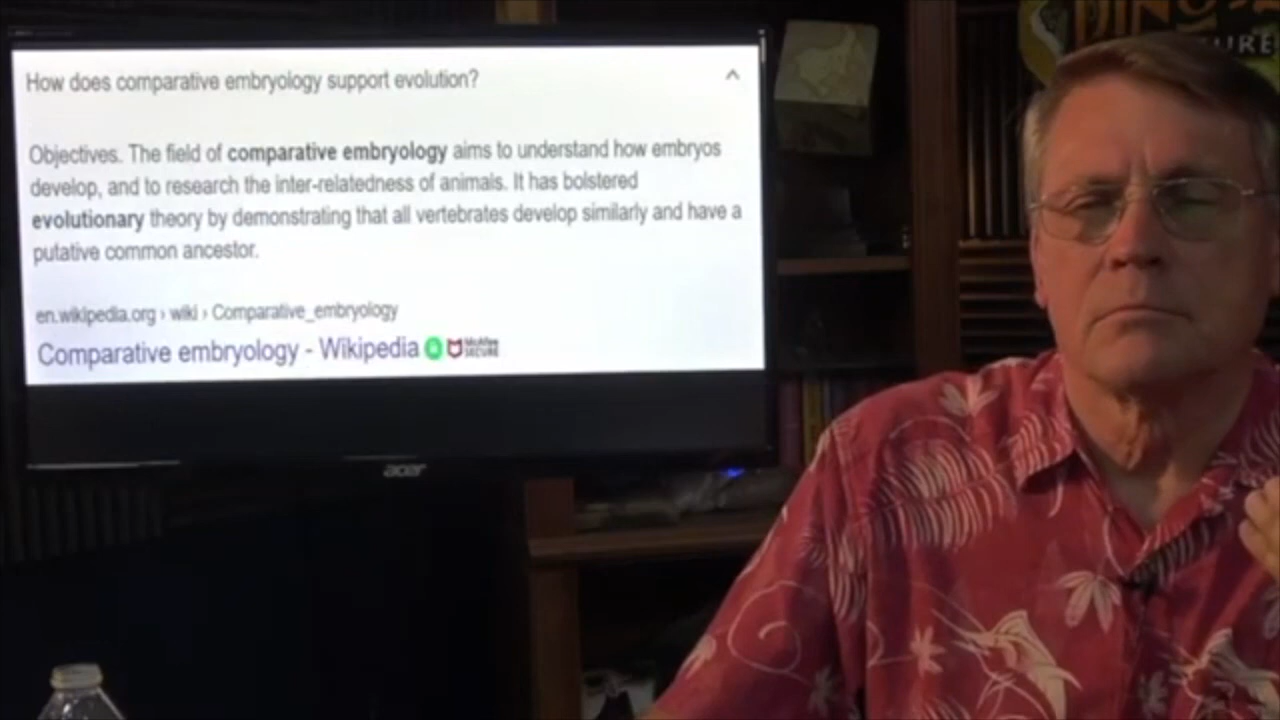 How does comparative embryology support evolution?
Objectives. The field of comparative embryology aims to understand how embryos
develop, and to research the inter-relatedness of animals. It has bolstered
evolutionary theory by demonstrating that all vertebrates develop similarly and have a
putative common ancestor.
en.wikipedia.org › wiki › Comparative_embryology
Comparative embryology - Wikipedia McAfee
SECURE
acer